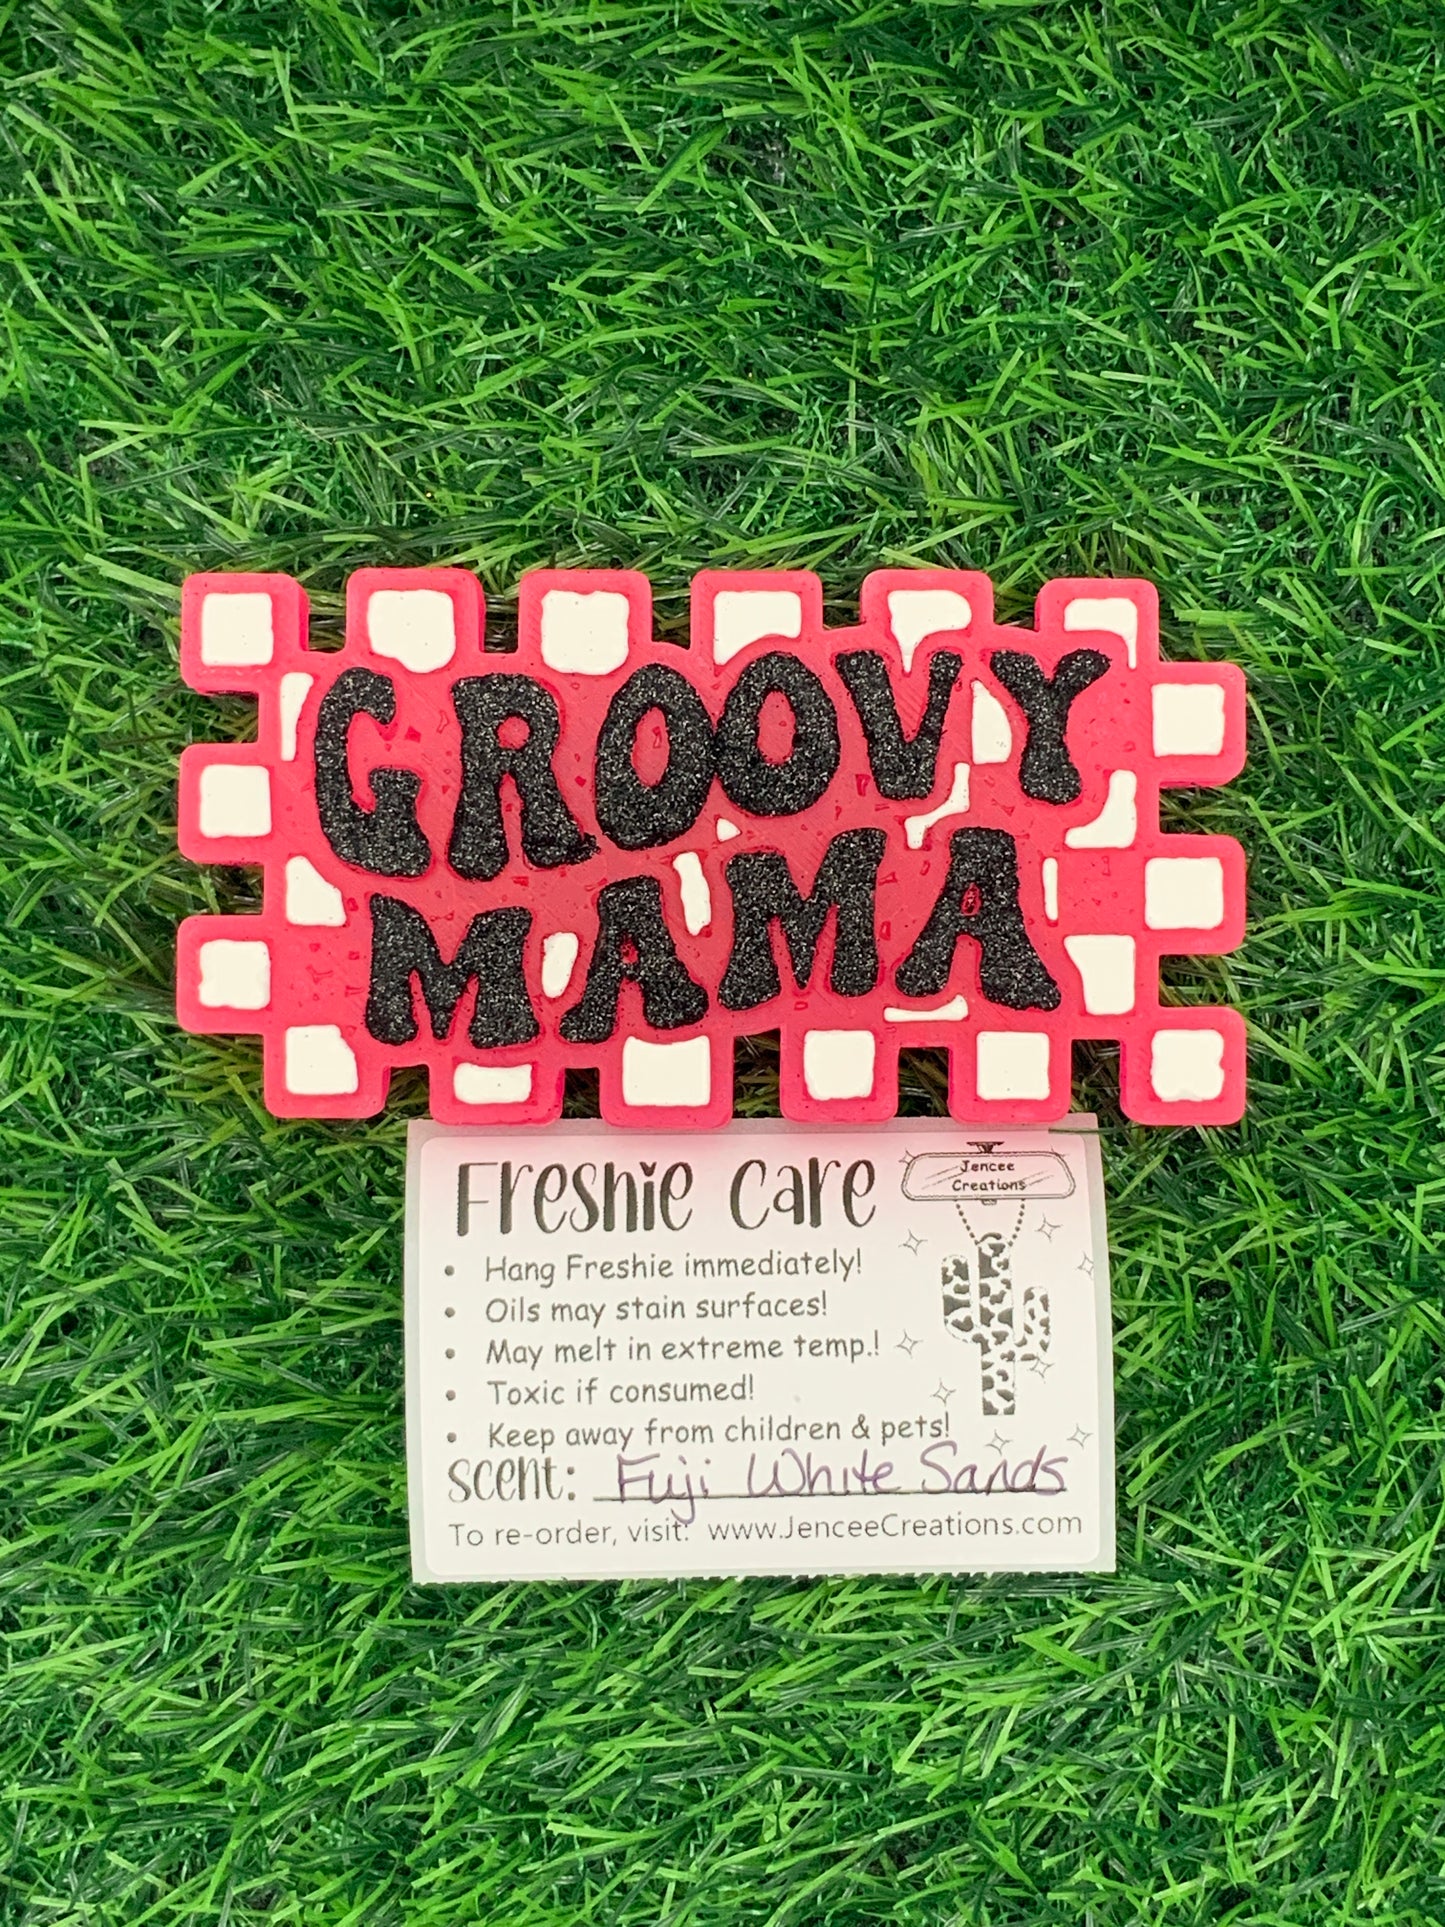 GROOVY
MAMA
Freshie Care
Jencee
Creations
• Hang Freshie immediately!
• Oils may stain surfaces!
• May melt in extreme temp.!
• Toxic if consumed!
• Keep away from children & pets!
scent: Fuji White Sands
To re-order, visit: www.JenceeCreations.com